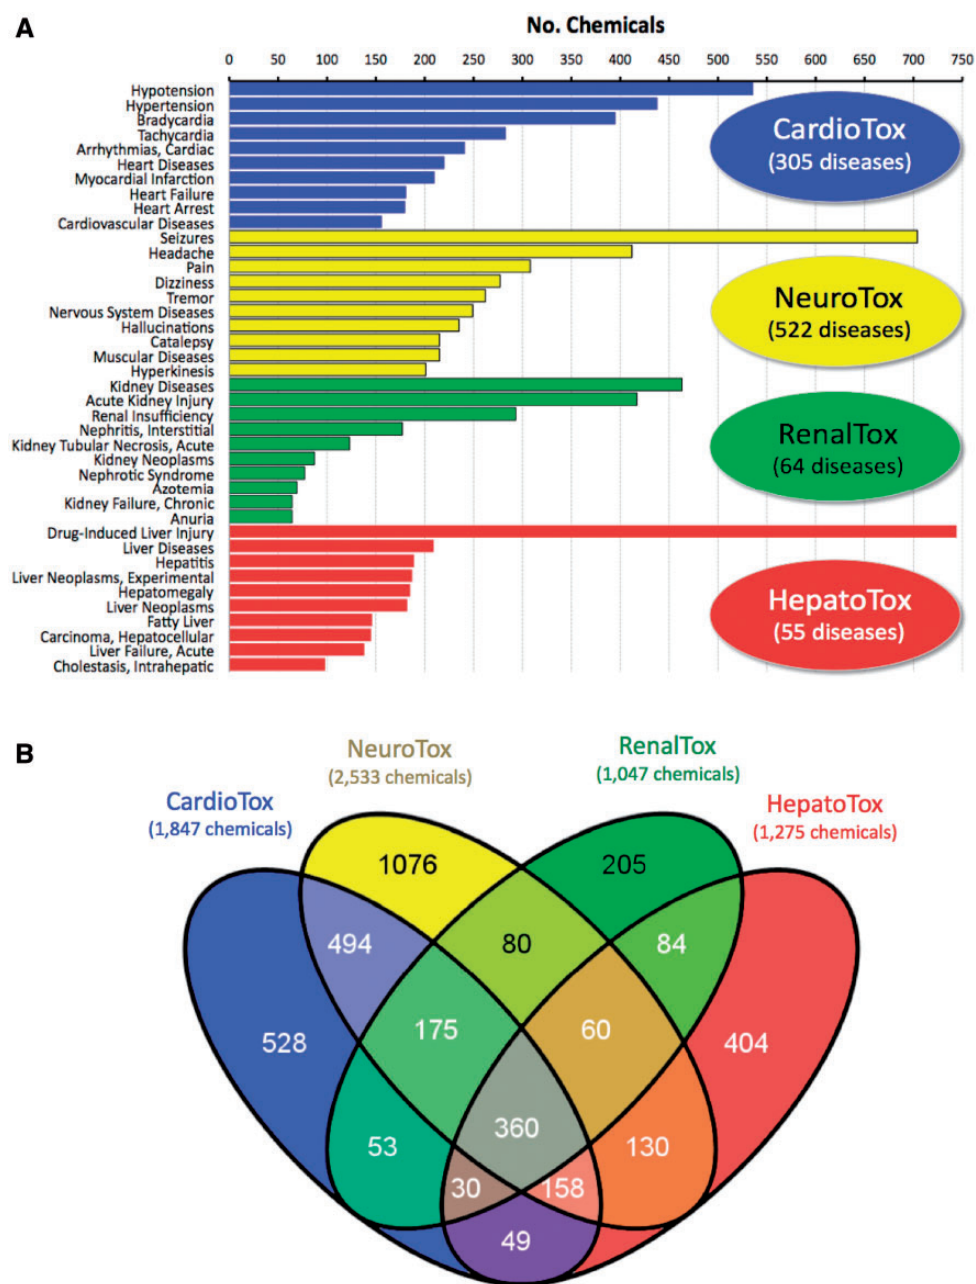 A
No. Chemicals
0 50 100 150 200 250 300 350 400 450 500 550 600 650 700 750
Hypotension
Hypertension
Bradycardia
Tachycardia
Arrhythmias, Cardiac
Heart Diseases
Myocardial Infarction
Heart Failure
Heart Arrest
Cardiovascular Diseases
CardioTox
(305 diseases)
Seizures
Headache
Pain
Dizziness
Tremor
Nervous System Diseases
Hallucinations
Catalepsy
Muscular Diseases
Hyperkinesis
NeuroTox
(522 diseases)
Kidney Diseases
Acute Kidney Injury
Renal Insufficiency
Nephritis, Interstitial
Kidney Tubular Necrosis, Acute
Kidney Neoplasms
Nephrotic Syndrome
Azotemia
Kidney Failure, Chronic
Anuria
RenalTox
(64 diseases)
Drug-Induced Liver Injury
Liver Diseases
Hepatitis
Liver Neoplasms, Experimental
Hepatomegaly
Liver Neoplasms
Fatty Liver
Carcinoma, Hepatocellular
Liver Failure, Acute
Cholestasis, Intrahepatic
HepatoTox
(55 diseases)
B
NeuroTox
(2,533 chemicals)
RenalTox
(1,047 chemicals)
CardioTox
(1,847 chemicals)
HepatoTox
(1,275 chemicals)
1076
205
494
80
84
528
175
60
404
53
360
130
30
158
49